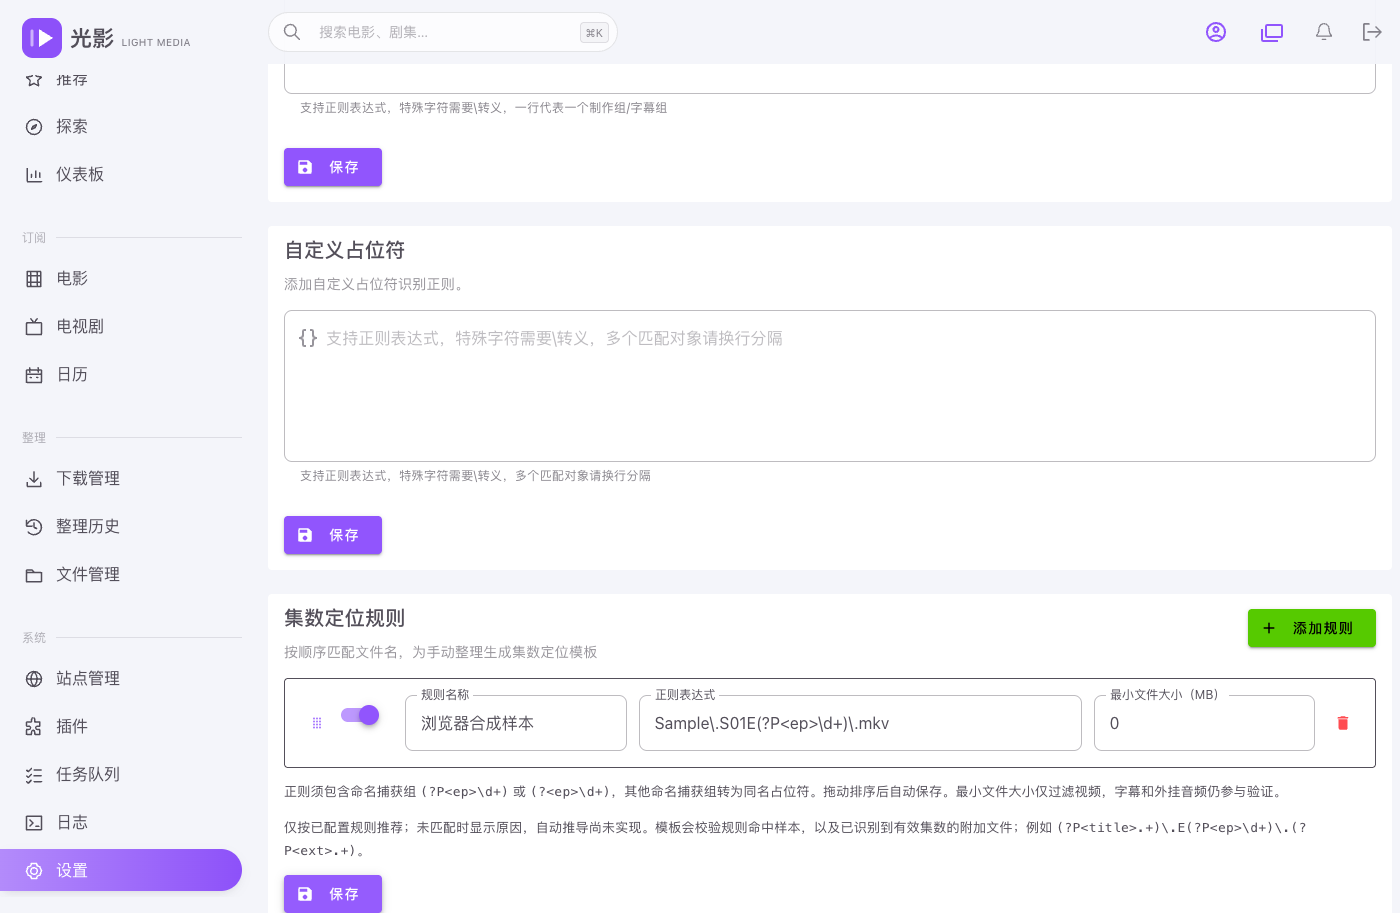 光影 LIGHT MEDIA
搜索电影、剧集... ⌘K
推荐
探索
仪表板
订阅
电影
电视剧
日历
整理
下载管理
整理历史
文件管理
系统
站点管理
插件
任务队列
日志
设置
支持正则表达式，特殊字符需要\转义，一行代表一个制作组/字幕组
保存
自定义占位符
添加自定义占位符识别正则。
{} 支持正则表达式，特殊字符需要\转义，多个匹配对象请换行分隔
支持正则表达式，特殊字符需要\转义，多个匹配对象请换行分隔
保存
集数定位规则
添加规则
按顺序匹配文件名，为手动整理生成集数定位模板
规则名称
浏览器合成样本
正则表达式
Sample\.S01E(?P<ep>\d+)\.mkv
最小文件大小（MB）
0
正则须包含命名捕获组 (?P<ep>\d+) 或 (?<ep>\d+)，其他命名捕获组转为同名占位符。拖动排序后自动保存。最小文件大小仅过滤视频，字幕和外挂音频仍参与验证。
仅按已配置规则推荐；未匹配时显示原因，自动推导尚未实现。模板会校验规则命中样本，以及已识别到有效集数的附加文件；例如 (?P<title>.+)\.E(?P<ep>\d+)\.(?
P<ext>.+)。
保存